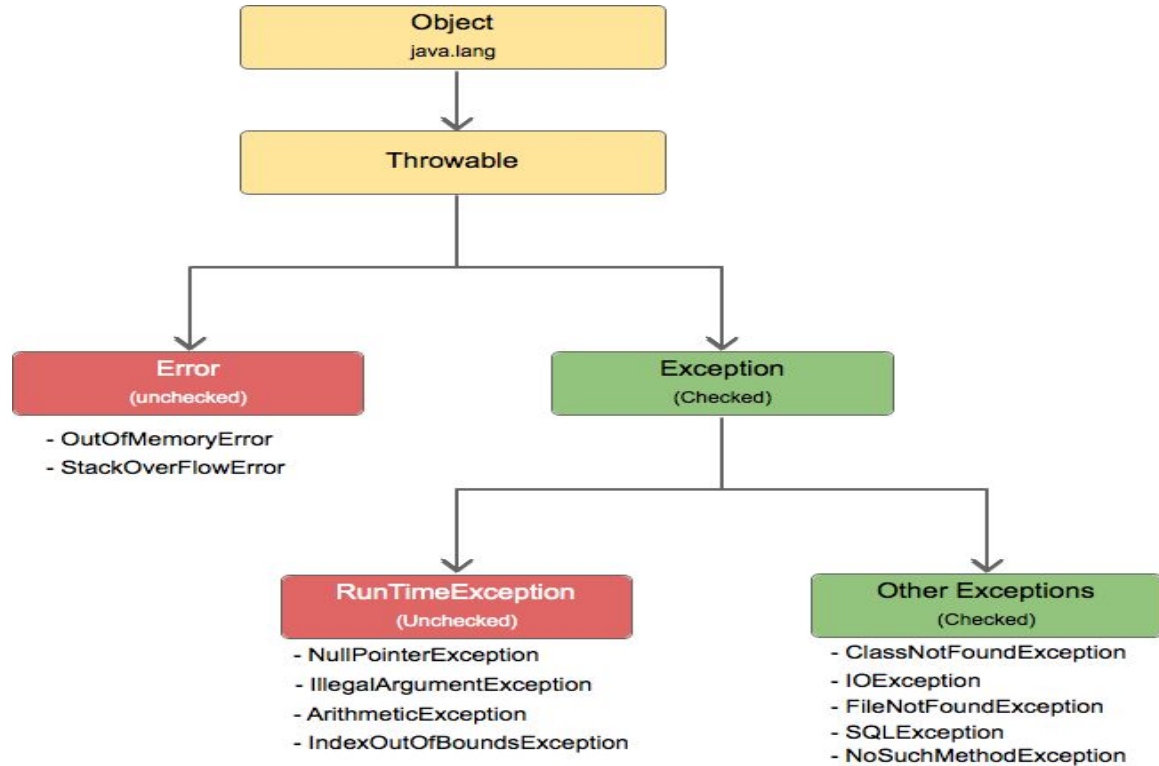 Object
java.lang
Throwable
Error
(unchecked)
- OutOfMemoryError
- StackOverFlowError
Exception
(Checked)
RunTimeException
(Unchecked)
- NullPointerException
- IllegalArgumentException
- ArithmeticException
- IndexOutOfBoundsException
Other Exceptions
(Checked)
- ClassNotFoundException
- IOException
- FileNotFoundException
- SQLException
- NoSuchMethodException